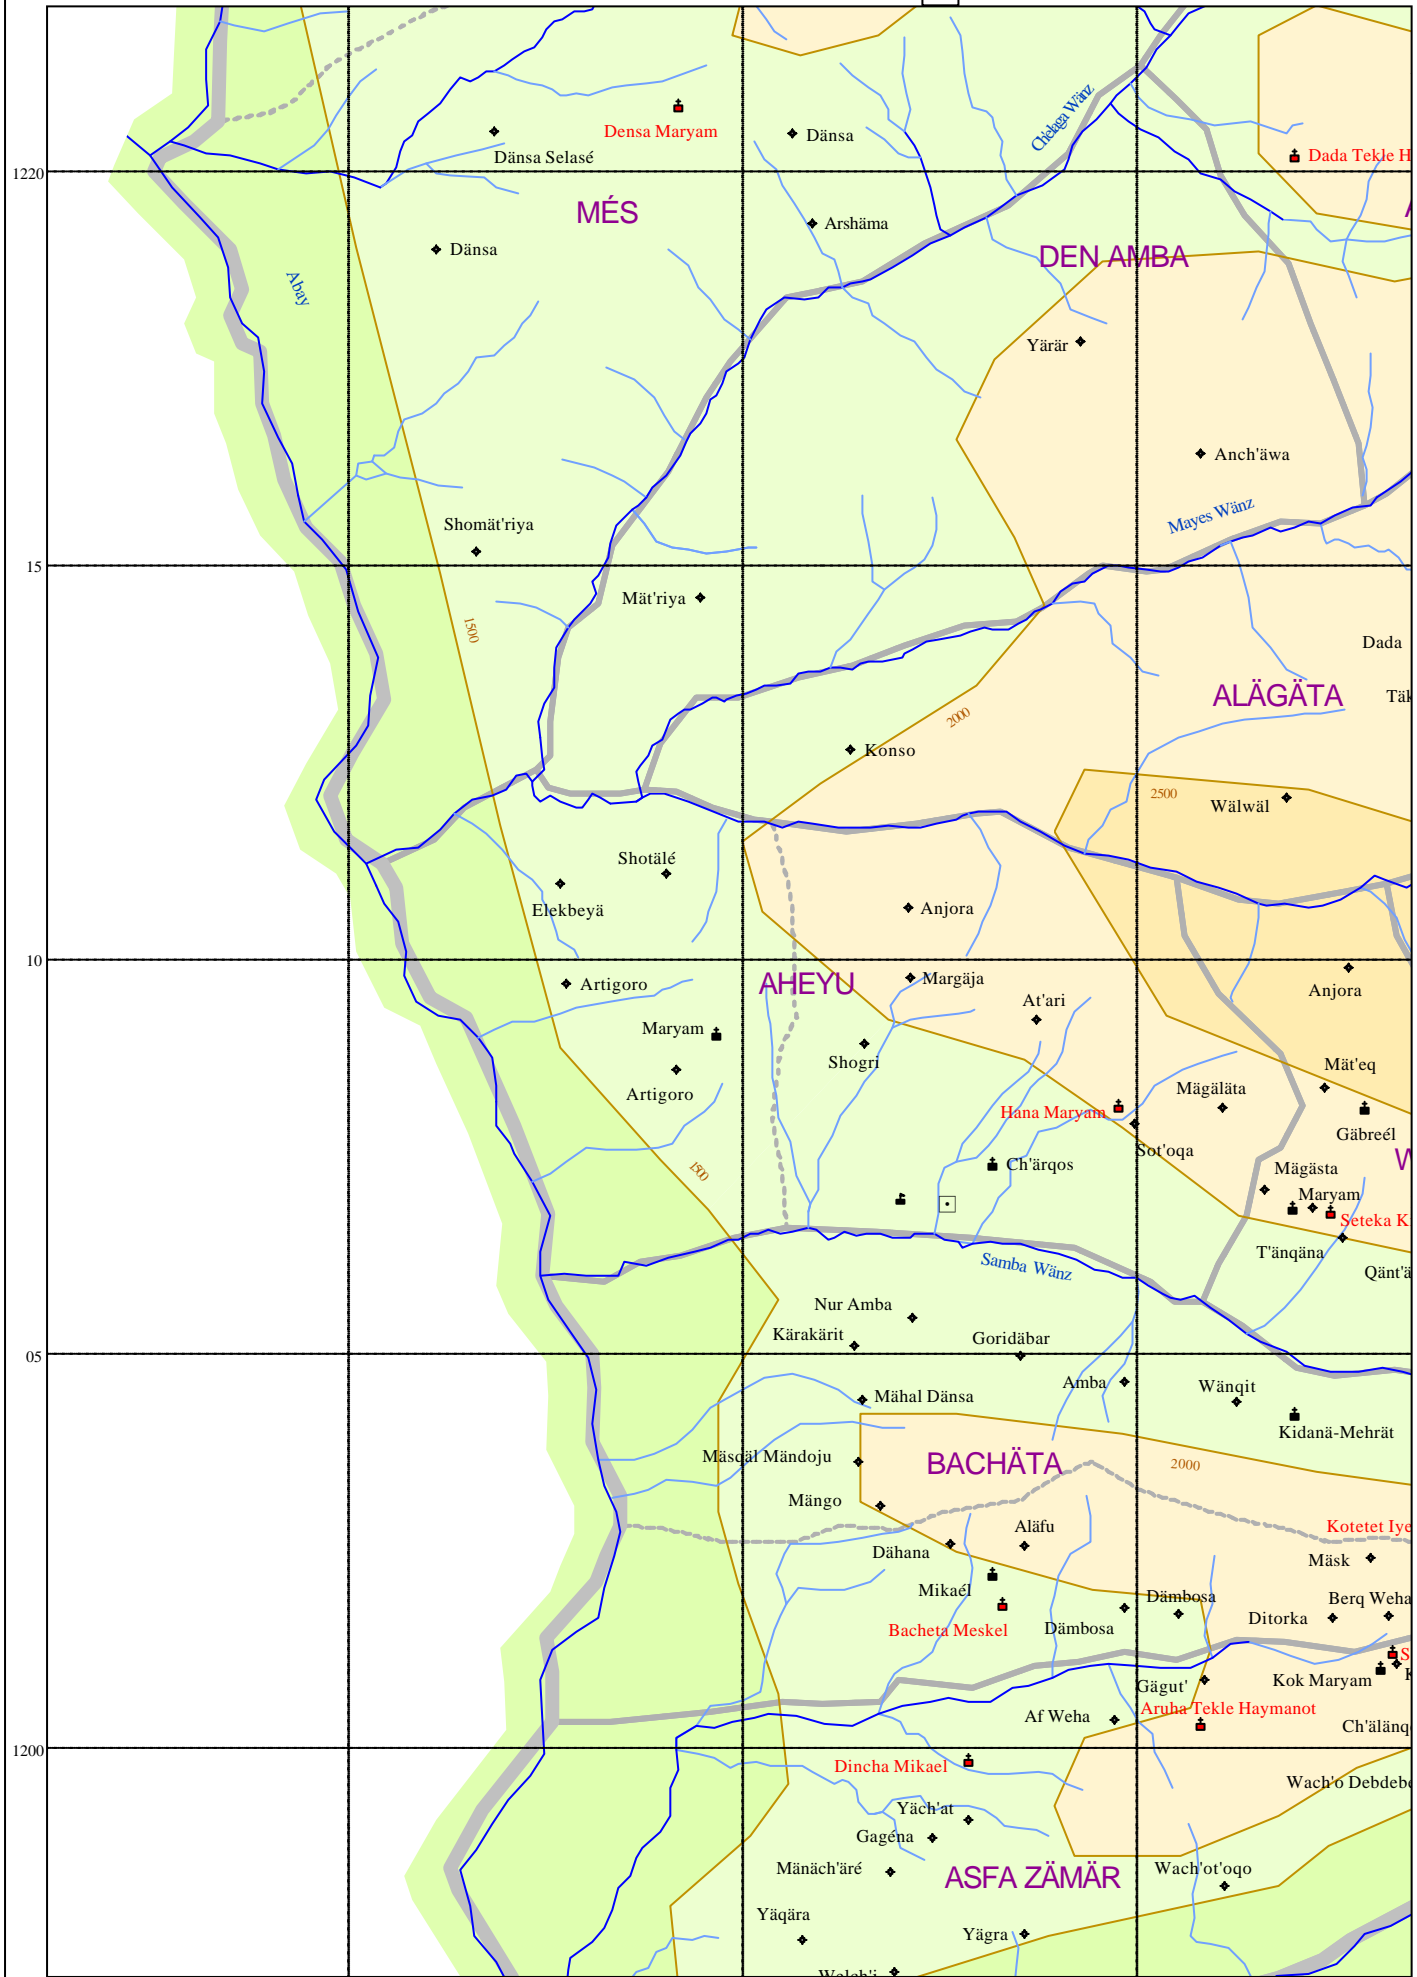 Densa Maryam
Dänsa Selasé
Dänsa
Chelaga Wänz
Dada Tekle H
1220
MÉS
Arshäma
Dänsa
DEN AMBA
Abay
Yärär
Anch'äwa
Mayes Wänz
Shomät'riya
15
Mät'riya
1500
Dada
ALÄGÄTA
Täk
2000
Konso
2500
Wälwäl
Shotälé
Elekbeyä
Anjora
10
Artigoro
AHEYU
Margäja
Anjora
At'ari
Maryam
Shogri
Artigoro
Mät'eq
Mägäläta
Hana Maryam
Gäbreél
Sot'oqa
Ch'ärqos
1500
Mägästa
Maryam
Seteka K
T'änqäna
Qänt'ä
Samba Wänz
Nur Amba
Kärakärit
Goridäbar
05
Amba
Mähal Dänsa
Wänqit
Kidanä-Mehrät
Mäsqäl Mändoju
BACHÄTA
2000
Mängo
Aläfu
Kotetet Iye
Dähana
Mäsk
Mikaél
Dämbosa
Berq Weha
Bacheta Meskel
Dämbosa
Ditorka
S
Gägut'
Kok Maryam
K
Af Weha
Aruha Tekle Haymanot
Ch'älänq
1200
Dincha Mikael
Wach'o Debdebe
Yäch'at
Gagéna
Mänäch'äré
ASFA ZÄMÄR
Wach'ot'oqo
Yäqära
Yägra
Welch'i